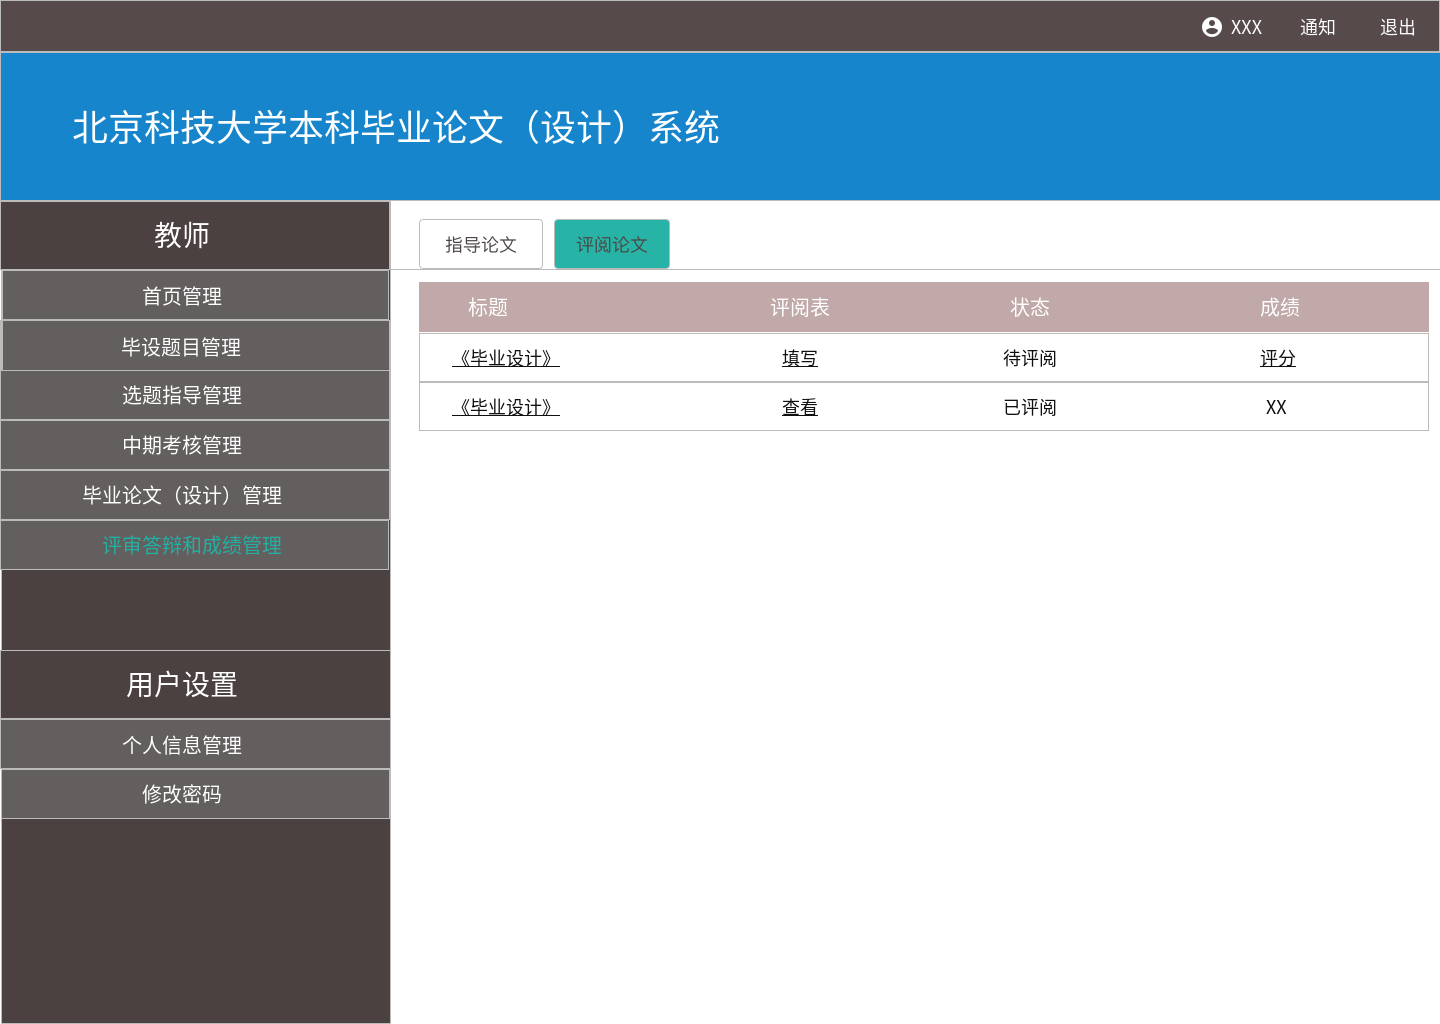 XXX 通知 退出
北京科技大学本科毕业论文（设计）系统
教师
首页管理
毕设题目管理
选题指导管理
中期考核管理
毕业论文（设计）管理
评审答辩和成绩管理
用户设置
个人信息管理
修改密码
指导论文 评阅论文
标题 评阅表 状态 成绩
《毕业设计》 填写 待评阅 评分
《毕业设计》 查看 已评阅 XX